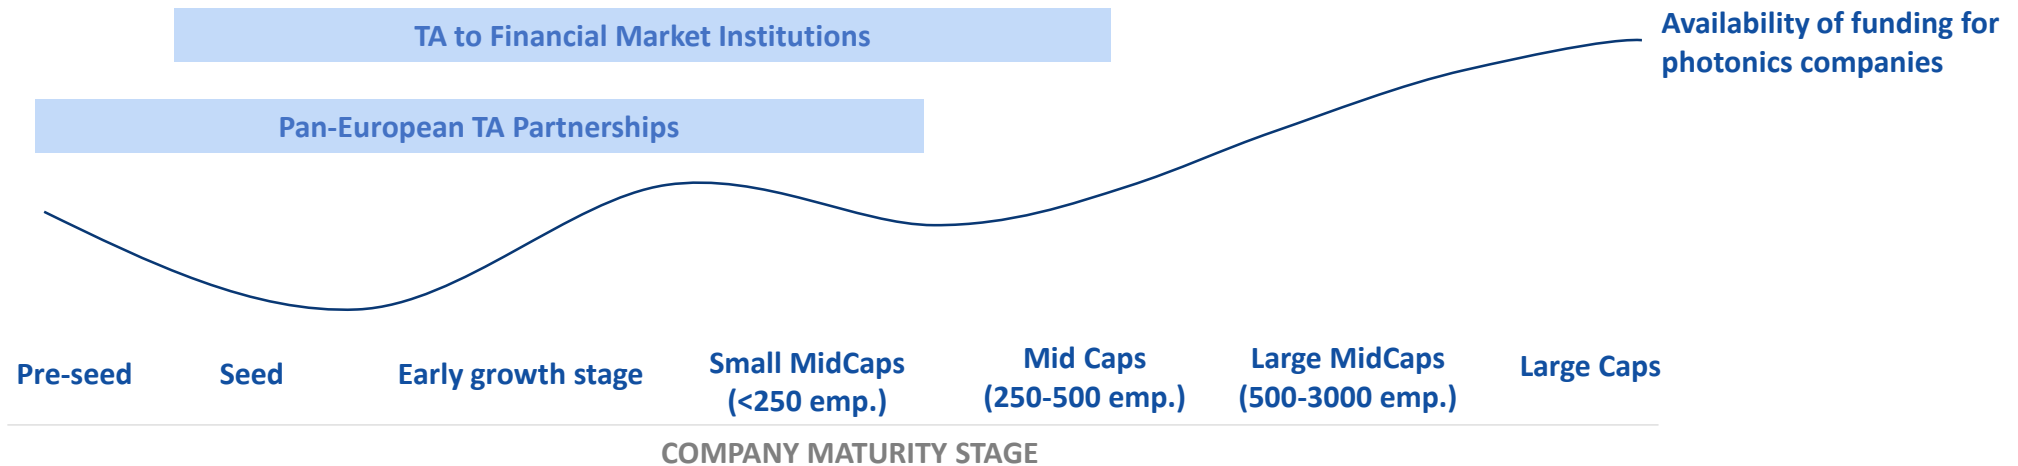 TA to Financial Market Institutions
Availability of funding for
photonics companies
Pan-European TA Partnerships
Pre-seed
Seed
Early growth stage
Small MidCaps
(<250 emp.)
Mid Caps
(250-500 emp.)
Large MidCaps
(500-3000 emp.)
Large Caps
COMPANY MATURITY STAGE